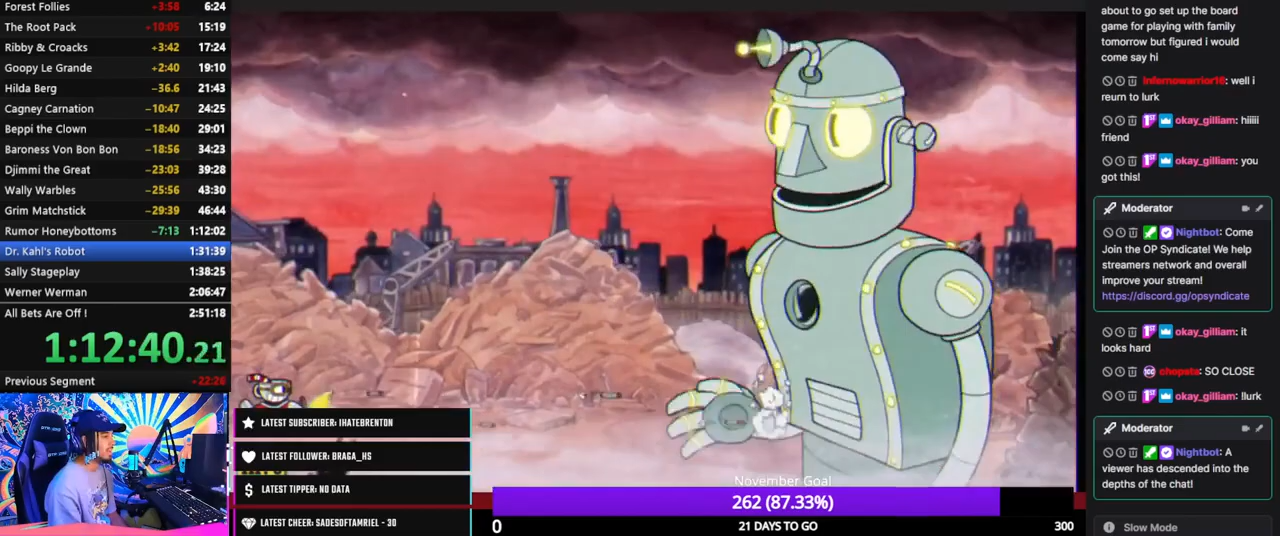 Forest Follies +3:58 6:24
The Root Pack +10:05 15:19
Ribby & Croacks +3:42 17:24
Goopy Le Grande +2:40 19:10
Hilda Berg -36.6 21:43
Cagney Carnation -10:47 24:25
Beppi the Clown -18:40 29:01
Baroness Von Bon Bon -18:56 34:23
Djimmi the Great -23:03 39:28
Wally Warbles -25:56 43:30
Grim Matchstick -29:39 46:44
Rumor Honeybottoms -7:13 1:12:02
Dr. Kahl's Robot 1:31:39
Sally Stageplay 1:38:25
Werner Werman 2:06:47
All Bets Are Off ! 2:51:18
1:12:40.21
Previous Segment +22:26
LATEST SUBSCRIBER: IHATEBRENTON
LATEST FOLLOWER: BRAGA_HS
LATEST TIPPER: NO DATA
LATEST CHEER: SADESOFTAMRIEL - 30
November Goal
262 (87.33%)
0 21 DAYS TO GO 300
about to go set up the board
game for playing with family
tomorrow but figured i would
come say hi
infernowarrior16: well i
reurn to lurk
okay_gilliam: hiiiii
friend
okay_gilliam: you
got this!
Moderator
Nightbot: Come
Join the OP Syndicate! We help
streamers network and overall
improve your stream!
https://discord.gg/opsyndicate
okay_gilliam: it
looks hard
chopsta: SO CLOSE
okay_gilliam: !lurk
Moderator
Nightbot: A
viewer has descended into the
depths of the chat!
Slow Mode